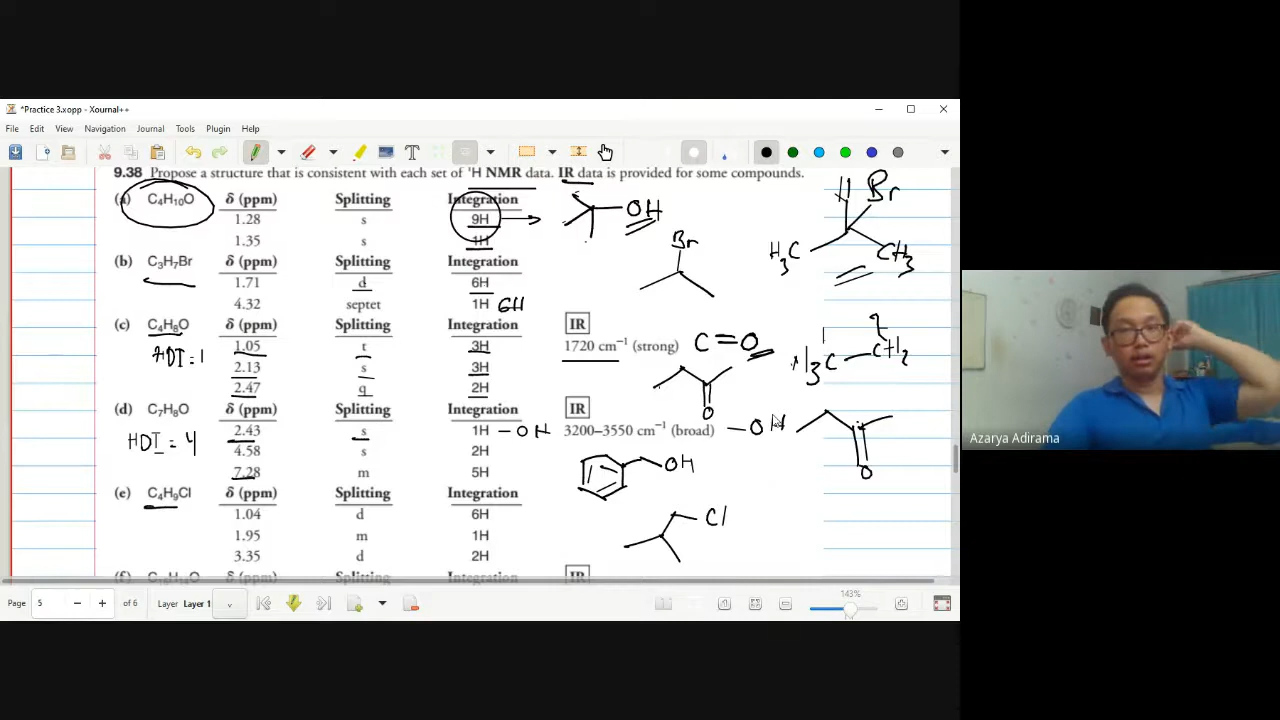 *Practice 3.xopp - Xournal++
File Edit View Navigation Journal Tools Plugin Help
9.38 Propose a structure that is consistent with each set of ¹H NMR data. IR data is provided for some compounds.
(a) C4H10O δ (ppm) Splitting Integration
1.28 s 9H
1.35 s 1H
OH
Br
H
Br
H3C
CH3
(b) C3H7Br δ (ppm) Splitting Integration
1.71 d 6H
4.32 septet 1H 6H
(c) C4H8O δ (ppm) Splitting Integration IR
HDI = 1
1.05 t 3H 1720 cm⁻¹ (strong) C=O
2.13 s 3H
2.47 q 2H
O
(d) C7H8O δ (ppm) Splitting Integration IR
HDI = 4
2.43 s 1H -OH 3200–3550 cm⁻¹ (broad) -OH
4.58 s 2H
7.28 m 5H
OH
O
(e) C4H9Cl δ (ppm) Splitting Integration
1.04 d 6H
1.95 m 1H
3.35 d 2H
Cl
Azarya Adirama
Page 5 of 6 Layer Layer 1 143%